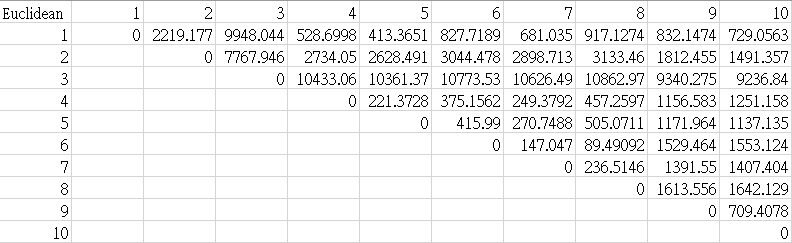 Euclidean 1 2 3 4 5 6 7 8 9 10
1 0 2219.177 9948.044 528.6998 413.3651 827.7189 681.035 917.1274 832.1474 729.0563
2 0 7767.946 2734.05 2628.491 3044.478 2898.713 3133.46 1812.455 1491.357
3 0 10433.06 10361.37 10773.53 10626.49 10862.97 9340.275 9236.84
4 0 221.3728 375.1562 249.3792 457.2597 1156.583 1251.158
5 0 415.99 270.7488 505.0711 1171.964 1137.135
6 0 147.047 89.49092 1529.464 1553.124
7 0 236.5146 1391.55 1407.404
8 0 1613.556 1642.129
9 0 709.4078
10 0